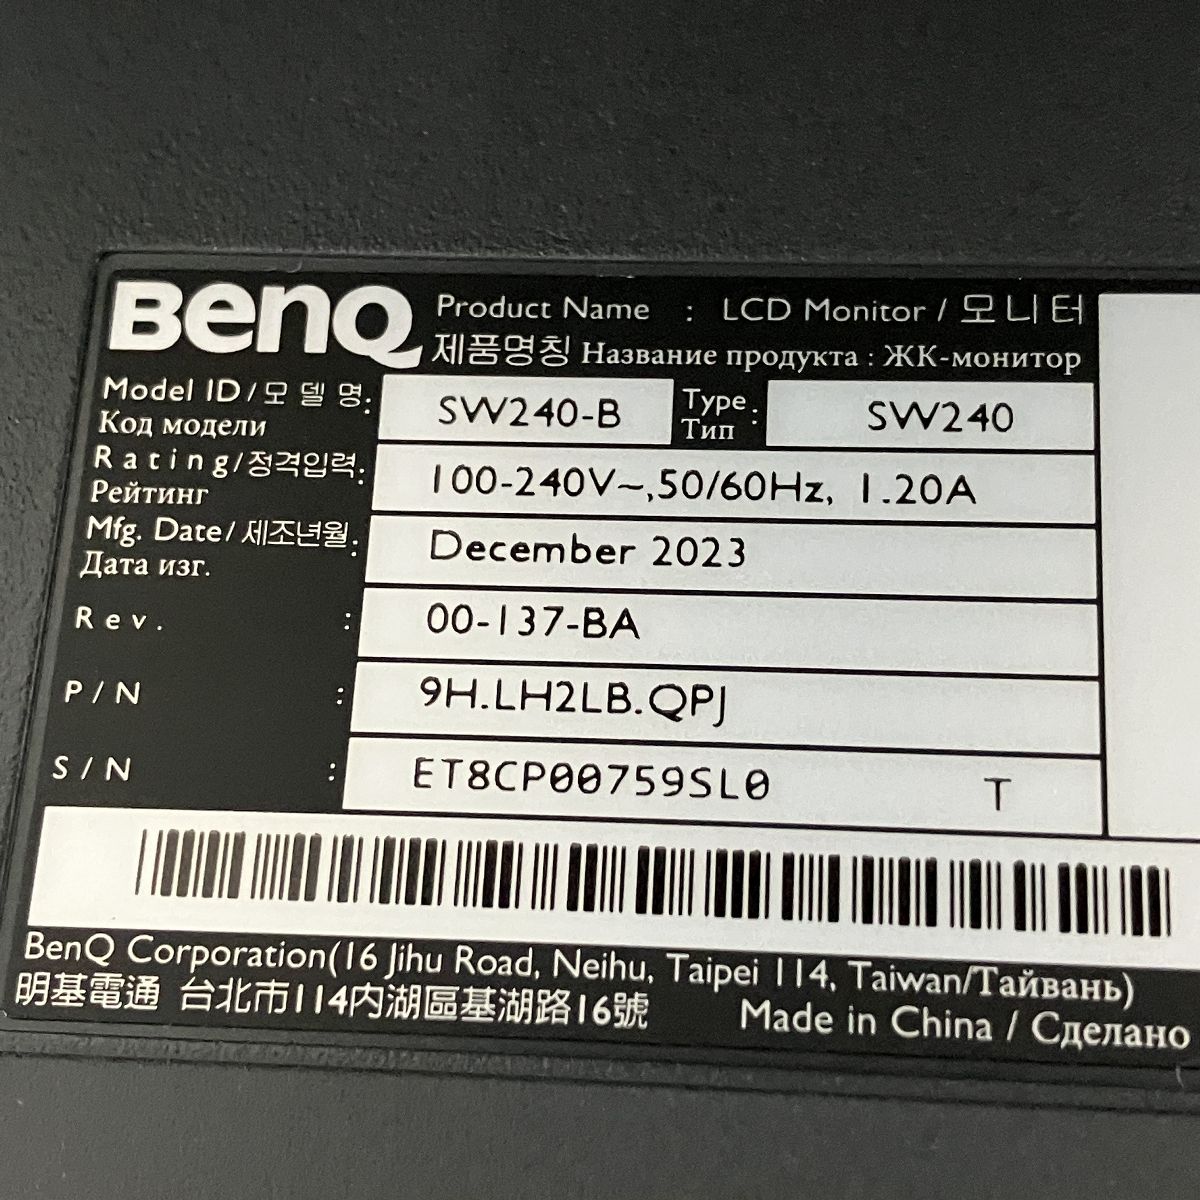 BenQ
Product Name : LCD Monitor / 모니터
제품명칭 Название продукта : ЖК-монитор
Model ID / 모 델 명 : SW240-B Type : SW240
Код модели Тип
Rating/정격입력: 100-240V~,50/60Hz, 1.20A
Рейтинг
Mfg. Date / 제조년월: December 2023
Дата изг.
Rev. : 00-137-BA
P/N : 9H.LH2LB.QPJ
S/N : ET8CP00759SL0 T
BenQ Corporation(16 Jihu Road, Neihu, Taipei 114, Taiwan/Тайвань)
明基電通 台北市114內湖區基湖路16號 Made in China / Сделано